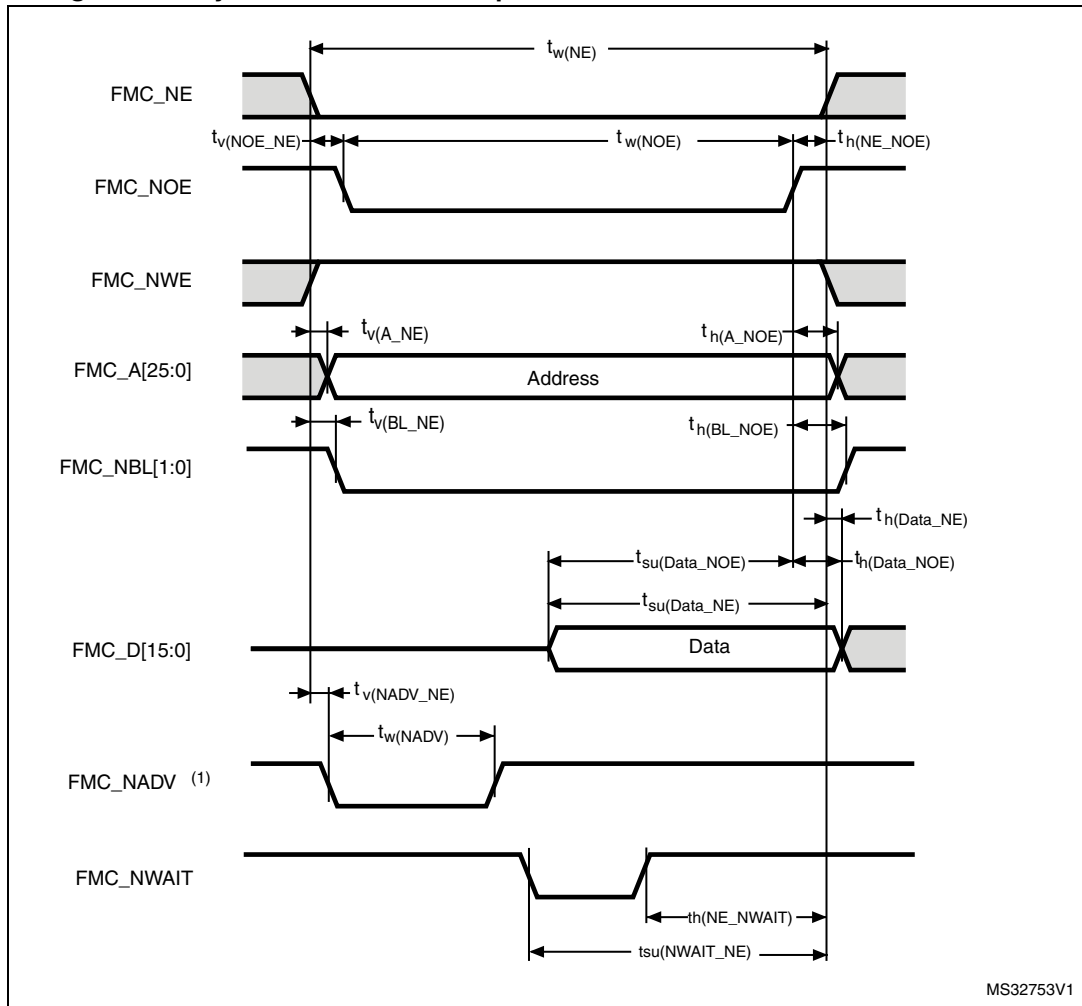 tw(NE)
FMC_NE
tv(NOE_NE)
tw(NOE)
th(NE_NOE)
FMC_NOE
FMC_NWE
tv(A_NE)
th(A_NOE)
FMC_A[25:0]
Address
tv(BL_NE)
th(BL_NOE)
FMC_NBL[1:0]
th(Data_NE)
tsu(Data_NOE)
th(Data_NOE)
tsu(Data_NE)
FMC_D[15:0]
Data
tv(NADV_NE)
tw(NADV)
FMC_NADV (1)
FMC_NWAIT
th(NE_NWAIT)
tsu(NWAIT_NE)
MS32753V1